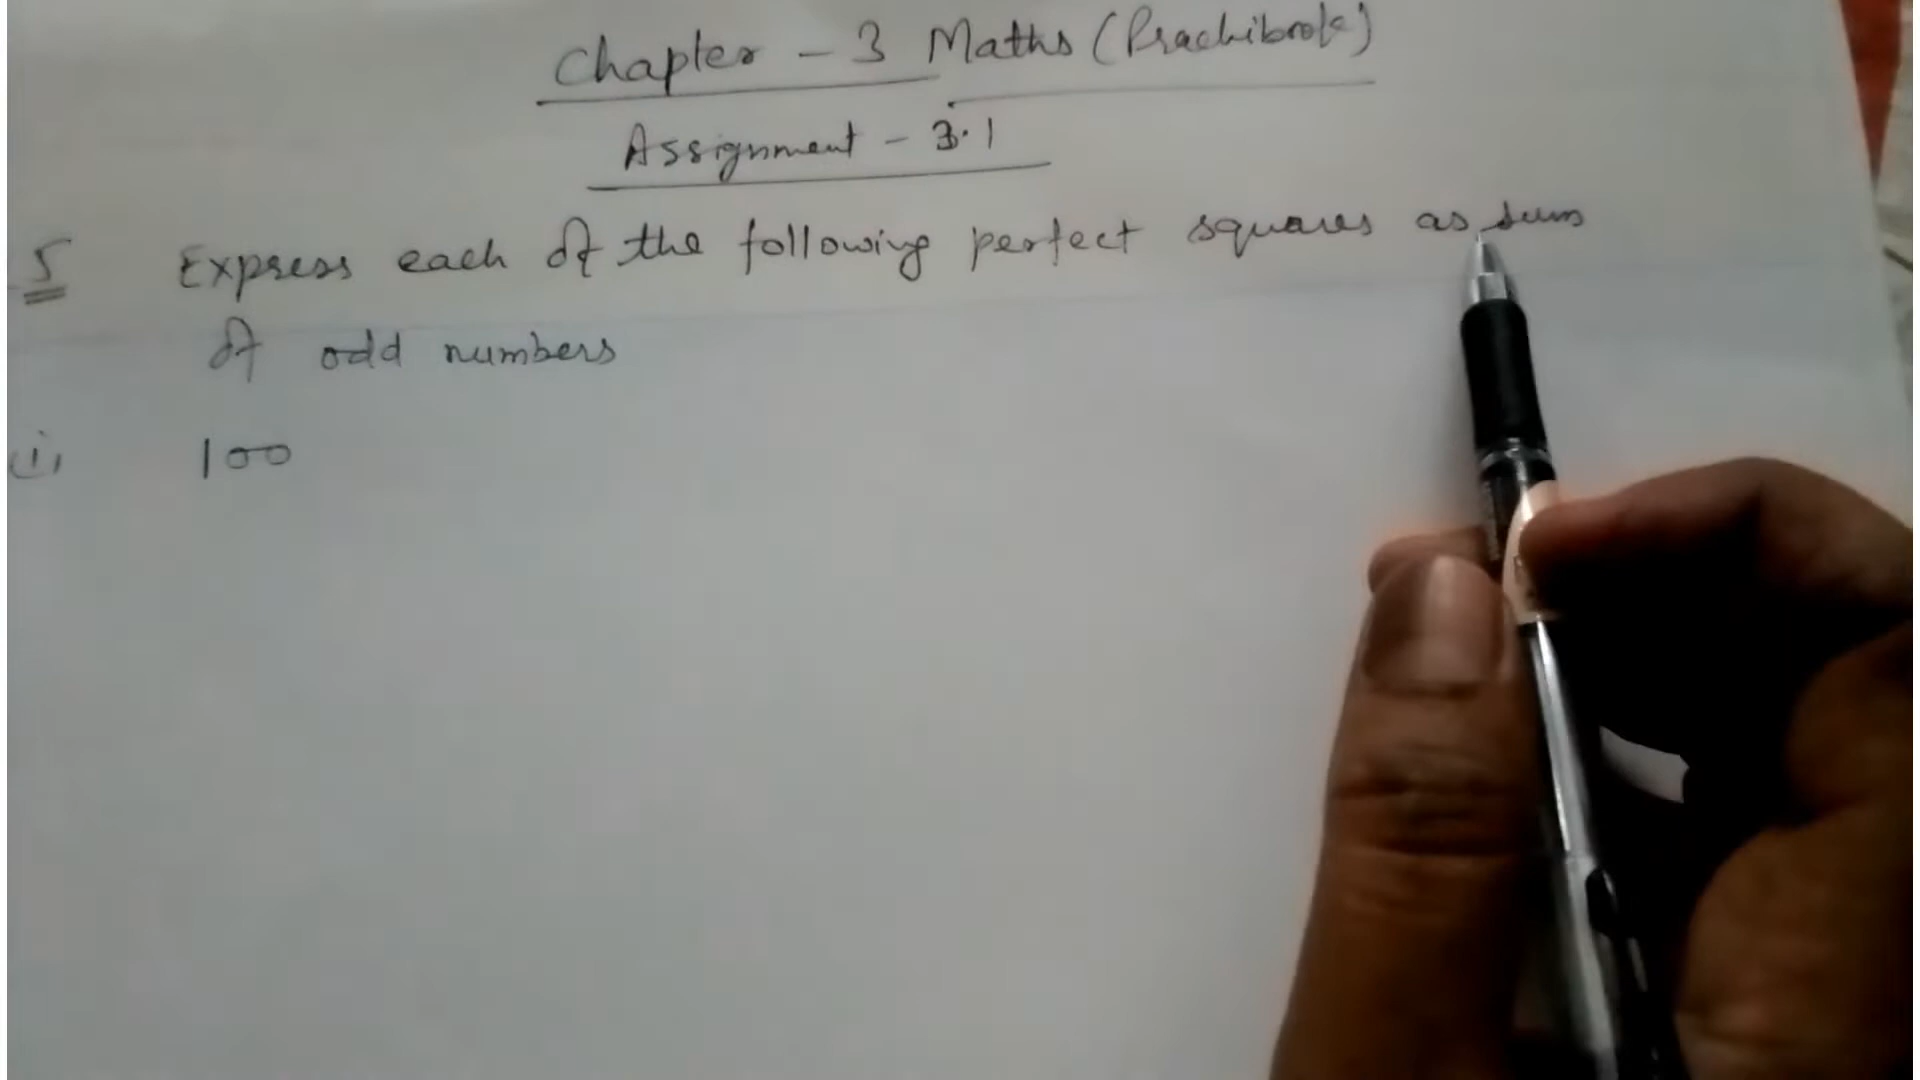 Chapter - 3 Maths (Prachibook)
Assignment - 3.1
5 Express each of the following perfect squares as sum
of odd numbers
(i) 100